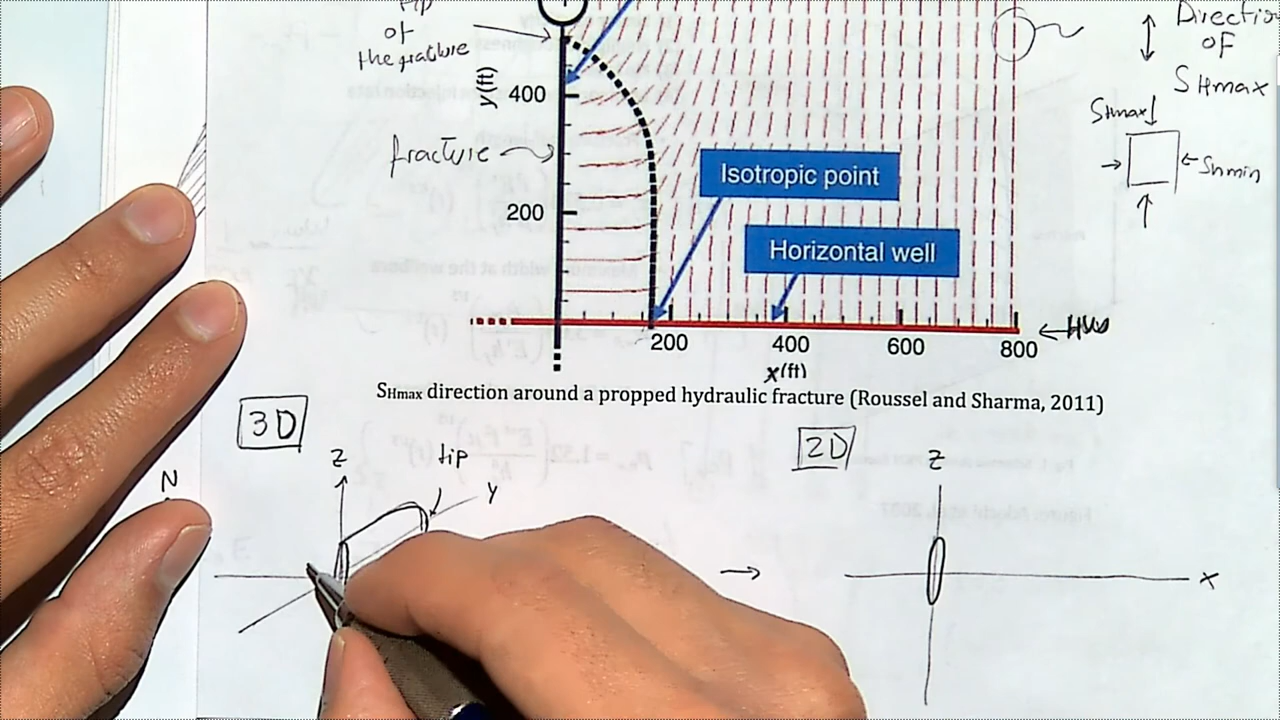 of
the fracture
Direction
OF
SHmax
y(ft)
400
SHmax
fracture
Shmin
Isotropic point
200
Horizontal well
200
400
600
800
HW
x(ft)
SHmax direction around a propped hydraulic fracture (Roussel and Sharma, 2011)
3D
2D
z
tip
y
N
z
x